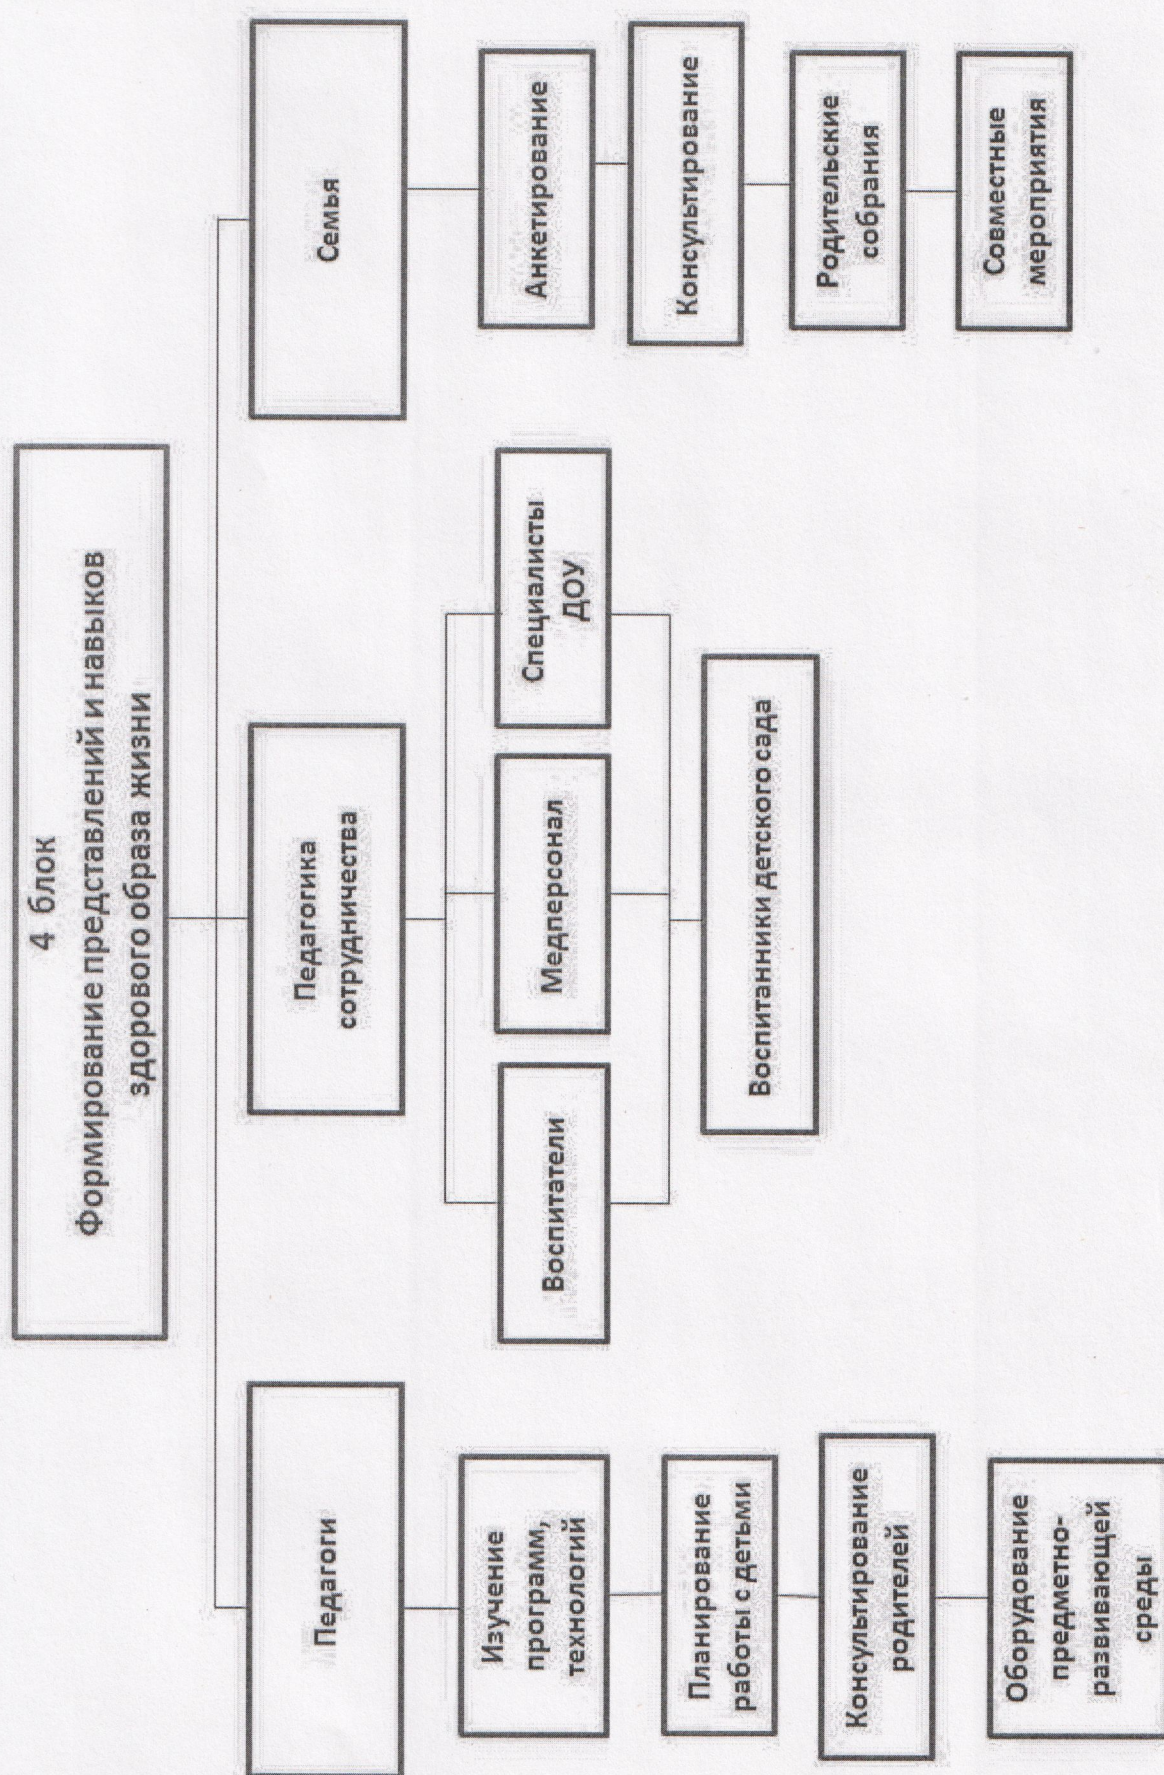 4 блок
Формирование представлений и навыков
здорового образа жизни
Педагоги
Педагогика
сотрудничества
Семья
Изучение
программ,
технологий
Планирование
работы с детьми
Консультирование
родителей
Оборудование
предметно-
развивающей
среды
Воспитатели
Медперсонал
Специалисты
ДОУ
Воспитанники детского сада
Анкетирование
Консультирование
Родительские
собрания
Совместные
мероприятия